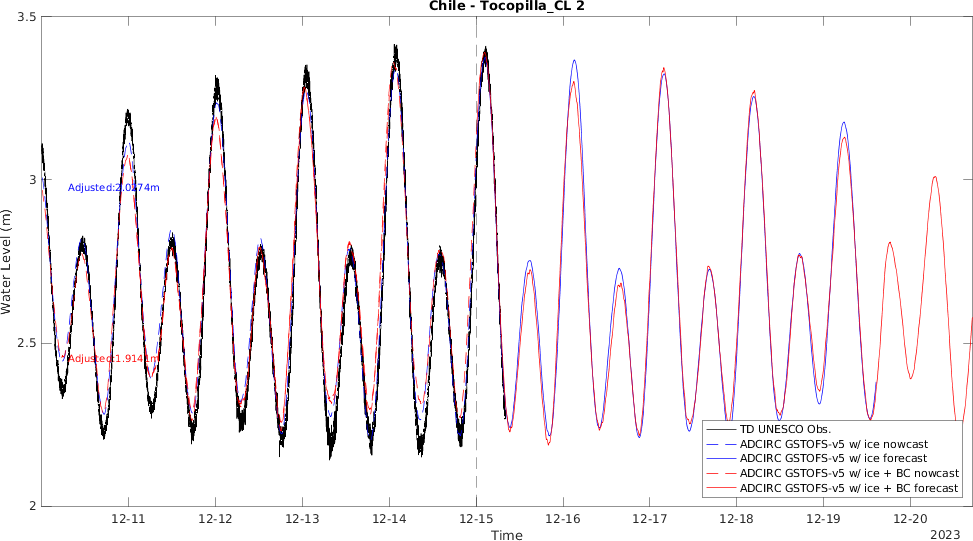 Chile - Tocopilla_CL 2
3.5
3
2.5
2
Water Level (m)
Adjusted:2.0274m
Adjusted:1.9141m
TD UNESCO Obs.
ADCIRC GSTOFS-v5 w/ ice nowcast
ADCIRC GSTOFS-v5 w/ ice forecast
ADCIRC GSTOFS-v5 w/ ice + BC nowcast
ADCIRC GSTOFS-v5 w/ ice + BC forecast
12-11 12-12 12-13 12-14 12-15 12-16 12-17 12-18 12-19 12-20
Time
2023